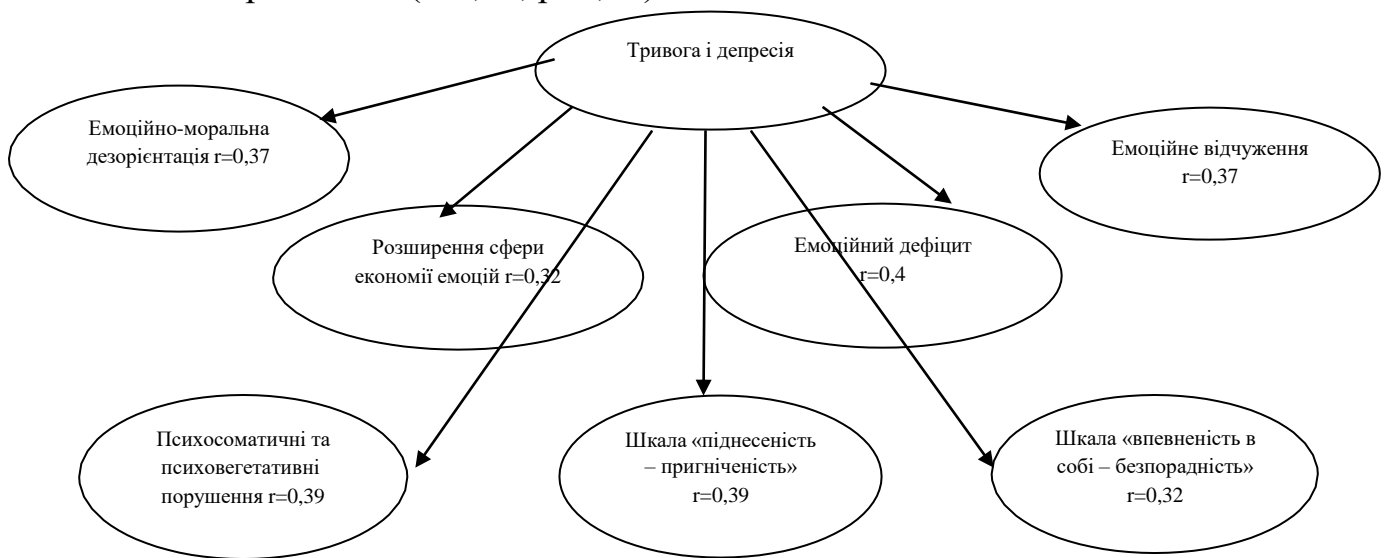 Тривога і депресія
Емоційно-моральна
дезорієнтація r=0,37
Емоційне відчуження
r=0,37
Розширення сфери
економії емоцій r=0,32
Емоційний дефіцит
r=0,4
Психосоматичні та
психовегетативні
порушення r=0,39
Шкала «піднесеність
– пригніченість»
r=0,39
Шкала «впевненість в
собі – безпорадність»
r=0,32